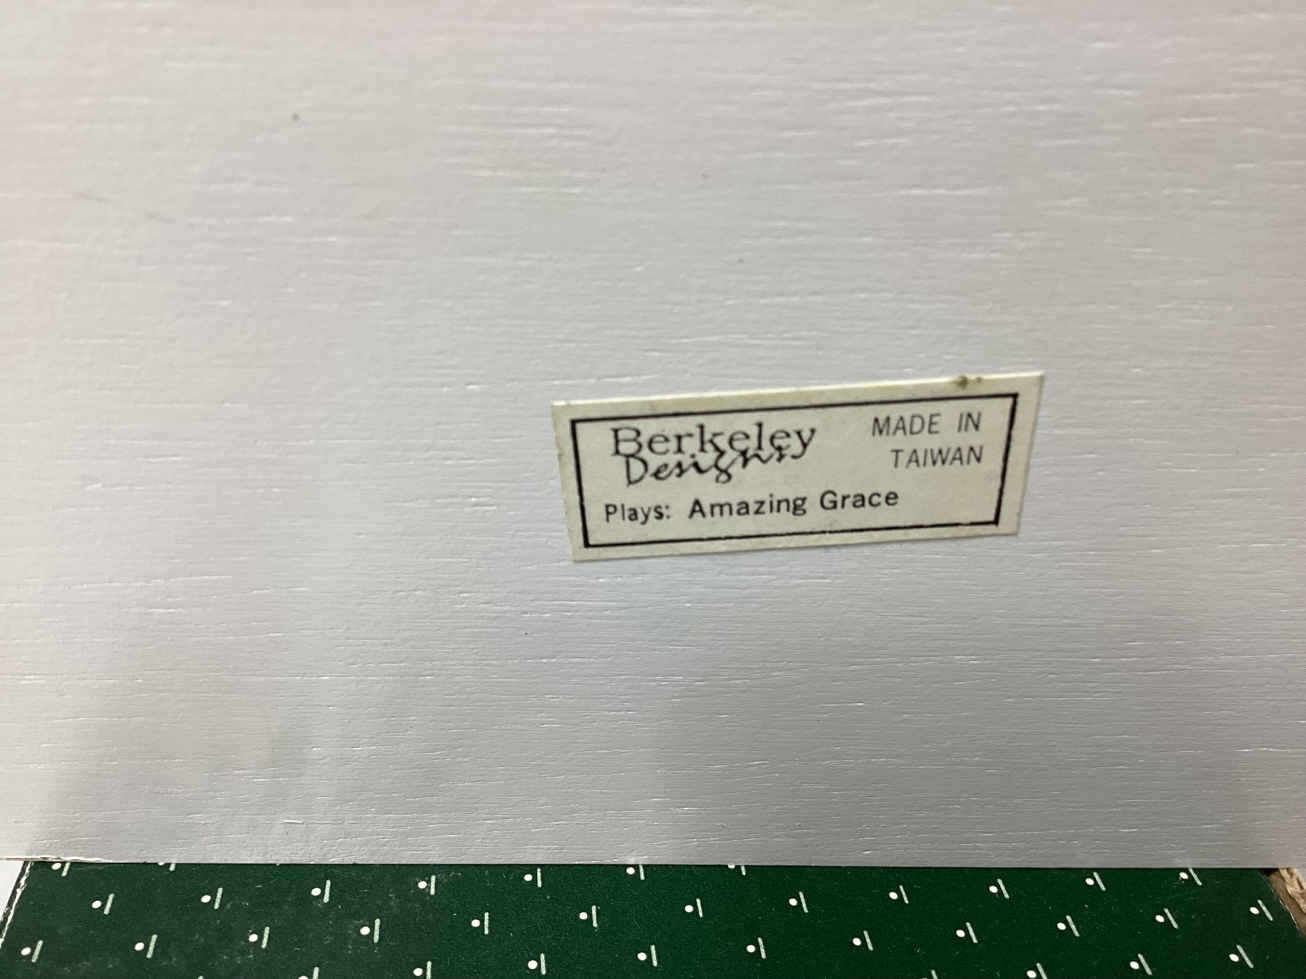 Berkeley
Designs
MADE IN
TAIWAN
Plays: Amazing Grace